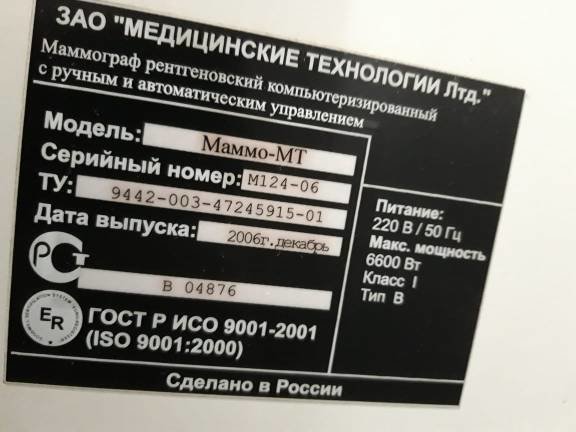 ЗАО "МЕДИЦИНСКИЕ ТЕХНОЛОГИИ Лтд."
Маммограф рентгеновский компьютеризированный
с ручным и автоматическим управлением
Модель: Маммо-МТ
Серийный номер: М124-06
ТУ: 9442-003-47245915-01
Дата выпуска: 2006г.декабрь
РСТ
В 04876
ER
ГОСТ Р ИСО 9001-2001
(ISO 9001:2000)
Питание:
220 В / 50 Гц
Макс. мощность
6600 Вт
Класс I
Тип В
Сделано в России